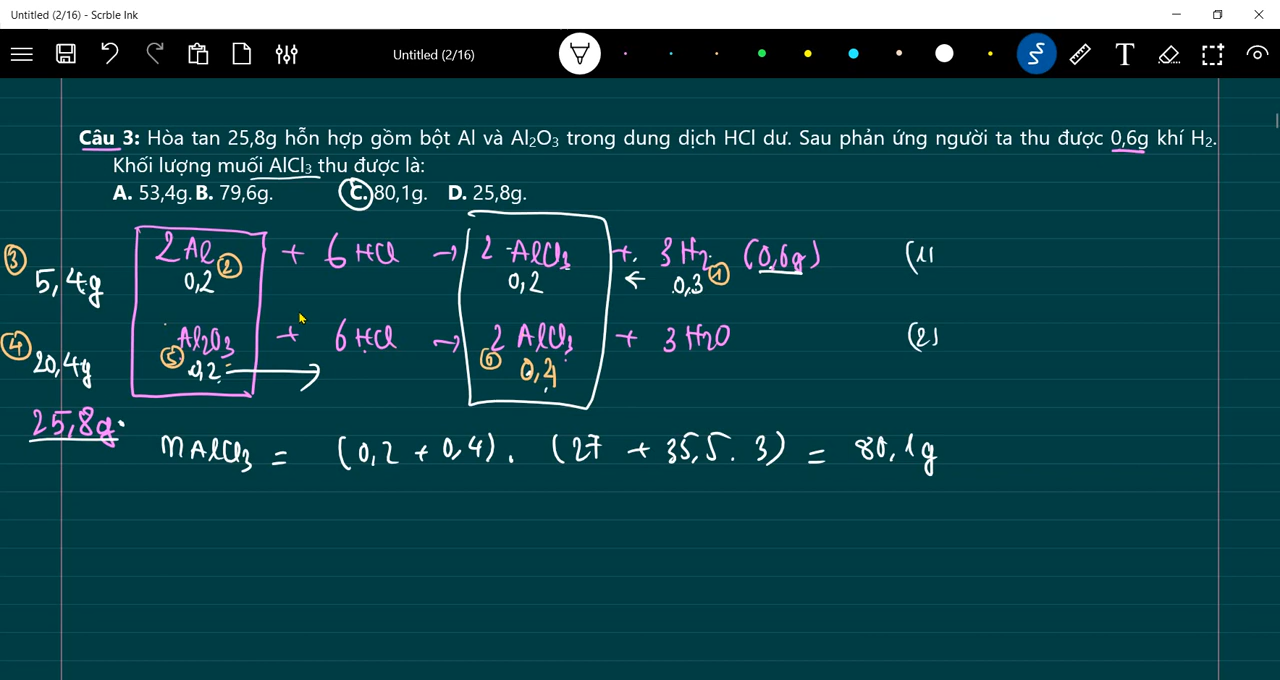 Untitled (2/16) - Scrble Ink
Untitled (2/16)
T
Câu 3: Hòa tan 25,8g hỗn hợp gồm bột Al và Al₂O₃ trong dung dịch HCl dư. Sau phản ứng người ta thu được 0,6g khí H₂.
Khối lượng muối AlCl₃ thu được là:
A. 53,4g. B. 79,6g. C. 80,1g. D. 25,8g.
③ 2Al ② + 6HCl → 2 AlCl₃ + 3H₂ (0,6g) (1)
5,4g 0,2 0,2 ← 0,3 ①
④ Al₂O₃ + 6HCl → 2 AlCl₃ + 3H₂O (2)
20,4g ⑤ 0,2 → ⑥ 0,4
25,8g
mAlCl₃ = (0,2 + 0,4) . (27 + 35,5 . 3) = 80,1g